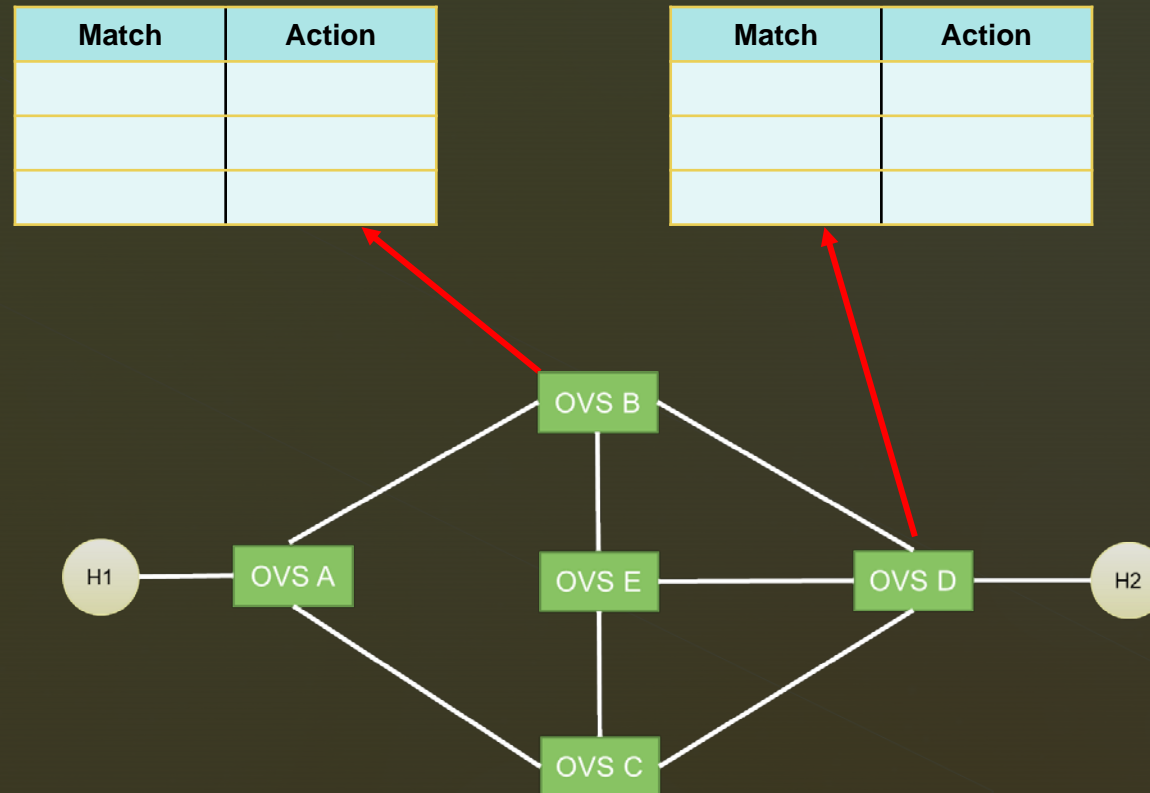 Match Action
Match Action
OVS B
H1
OVS A
OVS E
OVS D
H2
OVS C